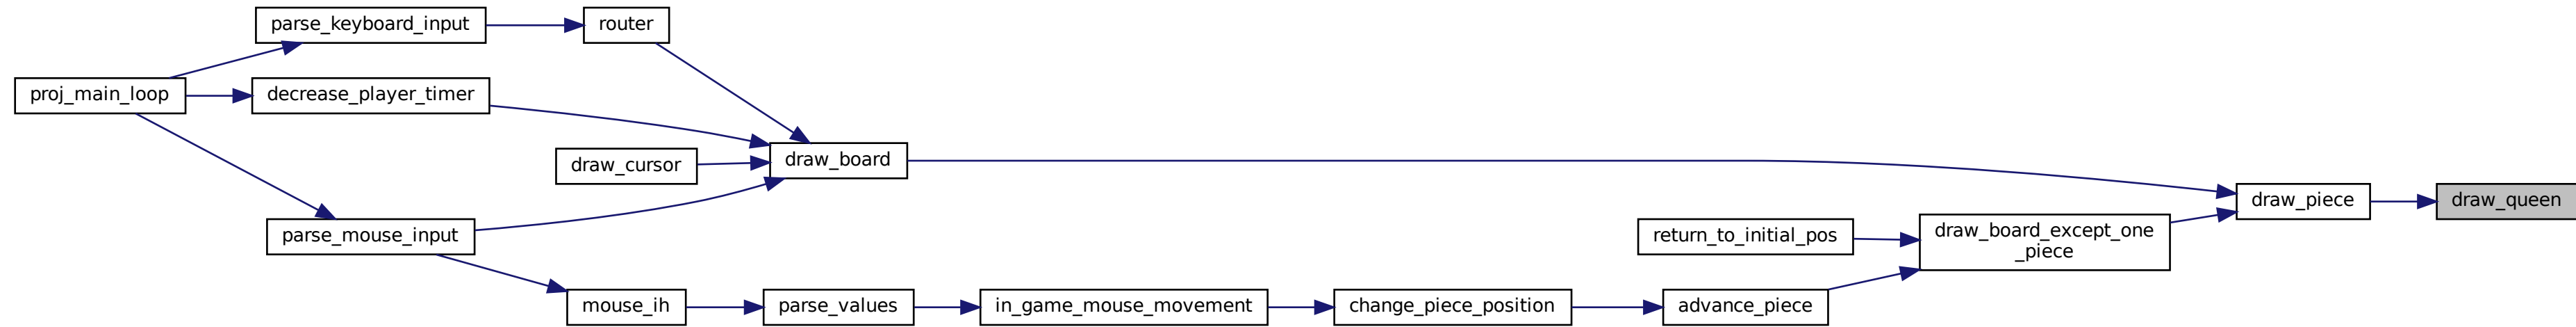 parse_keyboard_input
router
proj_main_loop
decrease_player_timer
draw_board
draw_cursor
parse_mouse_input
draw_piece
draw_queen
return_to_initial_pos
draw_board_except_one
_piece
mouse_ih
parse_values
in_game_mouse_movement
change_piece_position
advance_piece